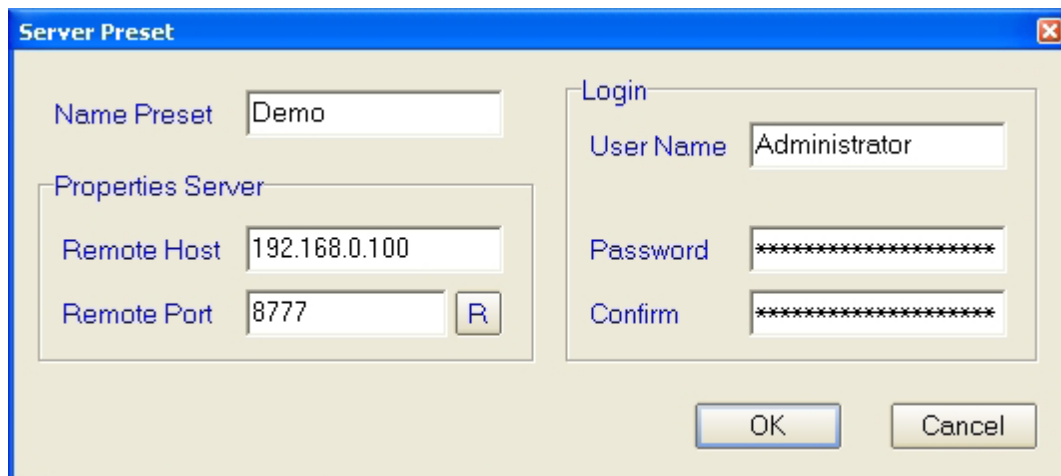 Server Preset
Name Preset Demo
Properties Server
Remote Host 192.168.0.100
Remote Port 8777 R
Login
User Name Administrator
Password ********************
Confirm ********************
OK Cancel